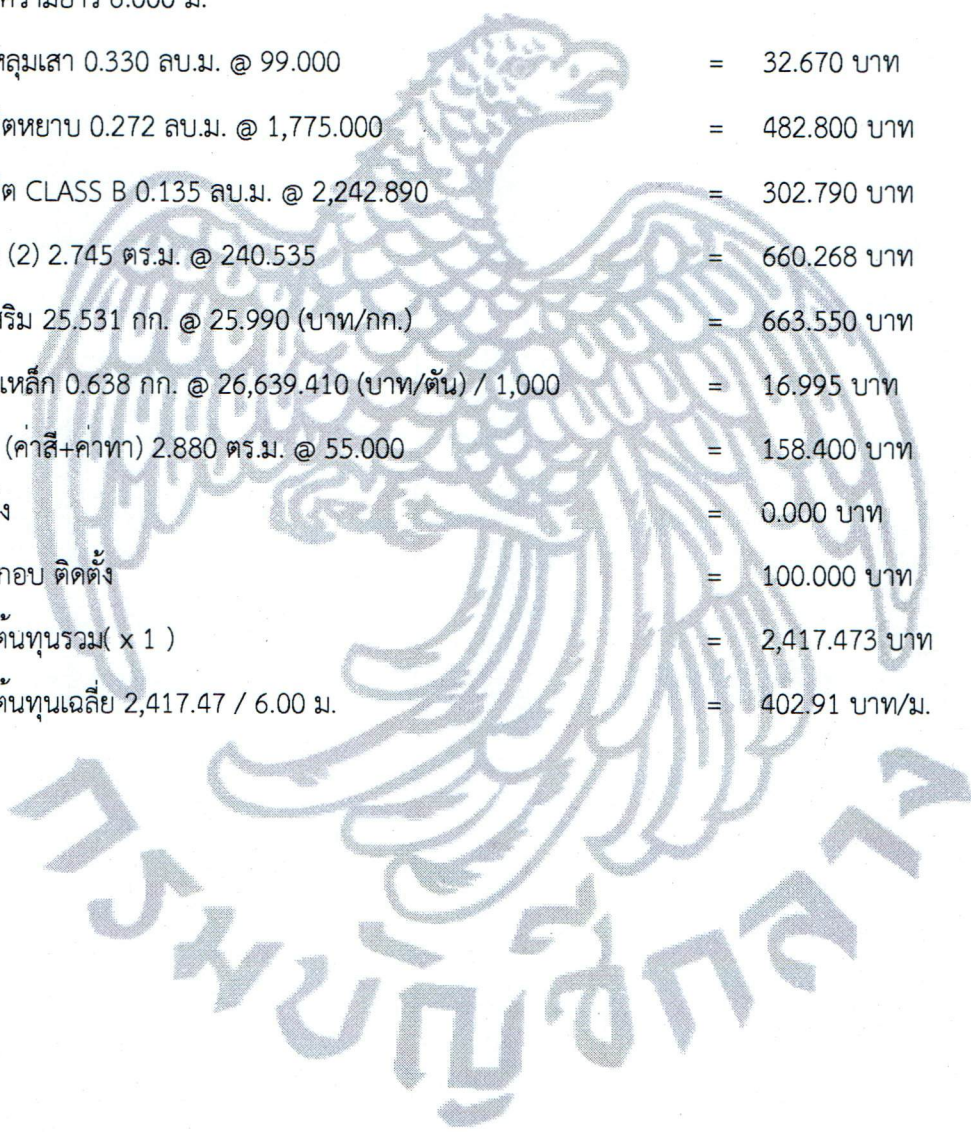 ความยาว 6.000 ม.
หลุมเสา 0.330 ลบ.ม. @ 99.000 = 32.670 บาท
ตหยาบ 0.272 ลบ.ม. @ 1,775.000 = 482.800 บาท
ต CLASS B 0.135 ลบ.ม. @ 2,242.890 = 302.790 บาท
(2) 2.745 ตร.ม. @ 240.535 = 660.268 บาท
สริม 25.531 กก. @ 25.990 (บาท/กก.) = 663.550 บาท
เหล็ก 0.638 กก. @ 26,639.410 (บาท/ตัน) / 1,000 = 16.995 บาท
(ค่าสี+ค่าทา) 2.880 ตร.ม. @ 55.000 = 158.400 บาท
ง = 0.000 บาท
กอบ ติดตั้ง = 100.000 บาท
ต้นทุนรวม( x 1 ) = 2,417.473 บาท
ต้นทุนเฉลี่ย 2,417.47 / 6.00 ม. = 402.91 บาท/ม.
กรมบัญชีกลาง